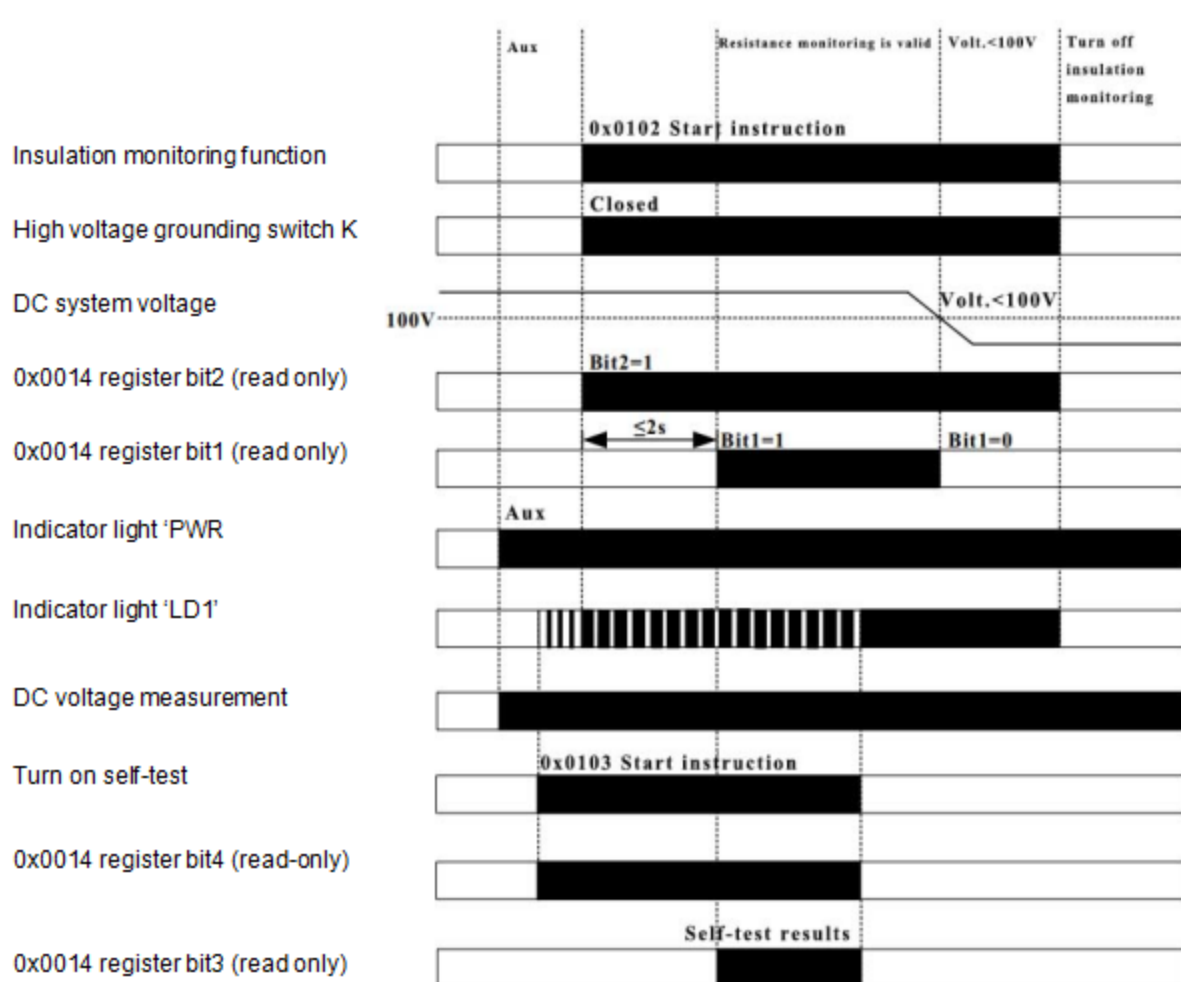 Aux
Resistance monitoring is valid
Volt.<100V
Turn off
insulation
monitoring
0x0102 Start instruction
Insulation monitoring function
Closed
High voltage grounding switch K
DC system voltage
Volt.<100V
100V
Bit2=1
0x0014 register bit2 (read only)
≤2s
Bit1=1
Bit1=0
0x0014 register bit1 (read only)
Aux
Indicator light ‘PWR
Indicator light ‘LD1’
DC voltage measurement
0x0103 Start instruction
Turn on self-test
0x0014 register bit4 (read-only)
Self-test results
0x0014 register bit3 (read only)